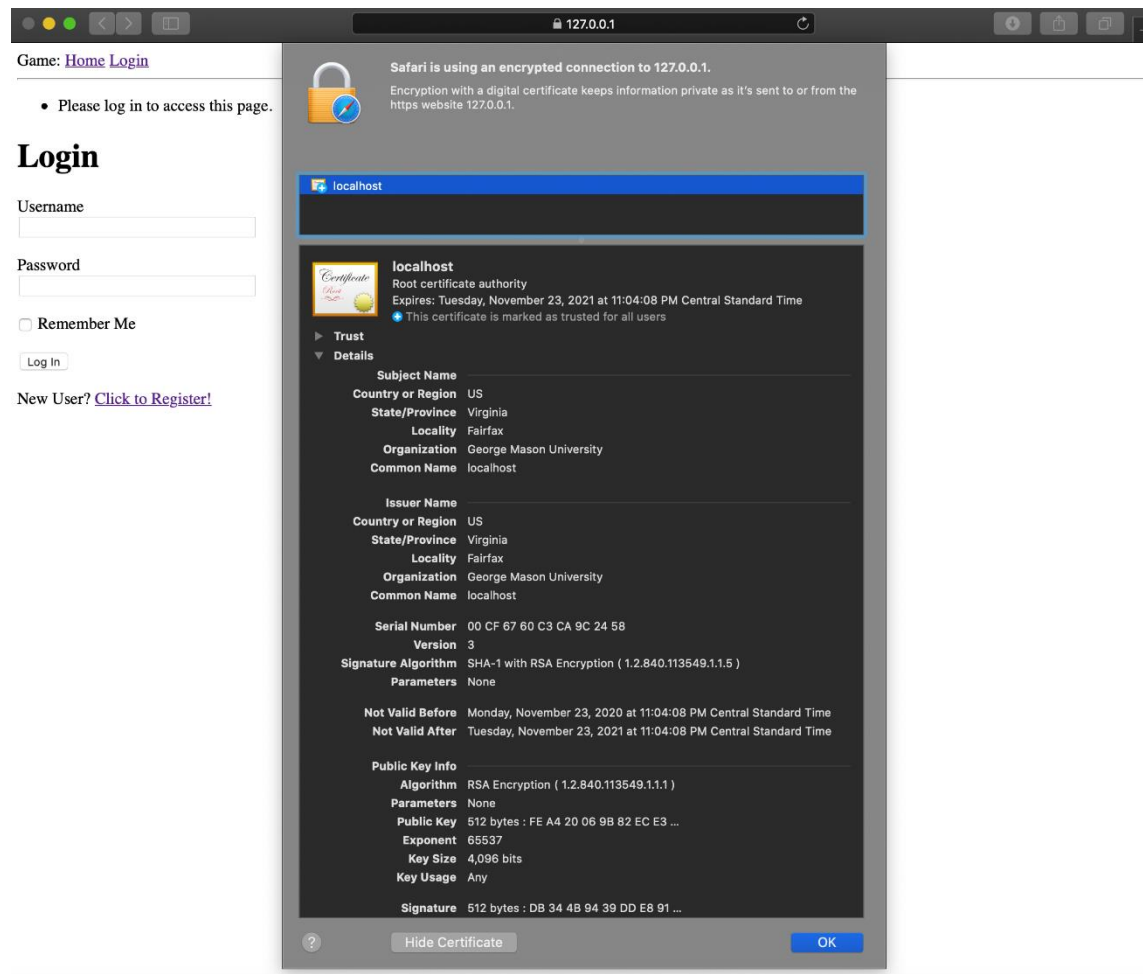 127.0.0.1
Game: Home Login
Please log in to access this page.
Login
Username
Password
Remember Me
Log In
New User? Click to Register!
Safari is using an encrypted connection to 127.0.0.1.
Encryption with a digital certificate keeps information private as it's sent to or from the
https website 127.0.0.1.
localhost
Certificate
Root
localhost
Root certificate authority
Expires: Tuesday, November 23, 2021 at 11:04:08 PM Central Standard Time
This certificate is marked as trusted for all users
Trust
Details
Subject Name
Country or Region US
State/Province Virginia
Locality Fairfax
Organization George Mason University
Common Name localhost
Issuer Name
Country or Region US
State/Province Virginia
Locality Fairfax
Organization George Mason University
Common Name localhost
Serial Number 00 CF 67 60 C3 CA 9C 24 58
Version 3
Signature Algorithm SHA-1 with RSA Encryption ( 1.2.840.113549.1.1.5 )
Parameters None
Not Valid Before Monday, November 23, 2020 at 11:04:08 PM Central Standard Time
Not Valid After Tuesday, November 23, 2021 at 11:04:08 PM Central Standard Time
Public Key Info
Algorithm RSA Encryption ( 1.2.840.113549.1.1.1 )
Parameters None
Public Key 512 bytes : FE A4 20 06 9B 82 EC E3 ...
Exponent 65537
Key Size 4,096 bits
Key Usage Any
Signature 512 bytes : DB 34 4B 94 39 DD E8 91 ...
? Hide Certificate OK